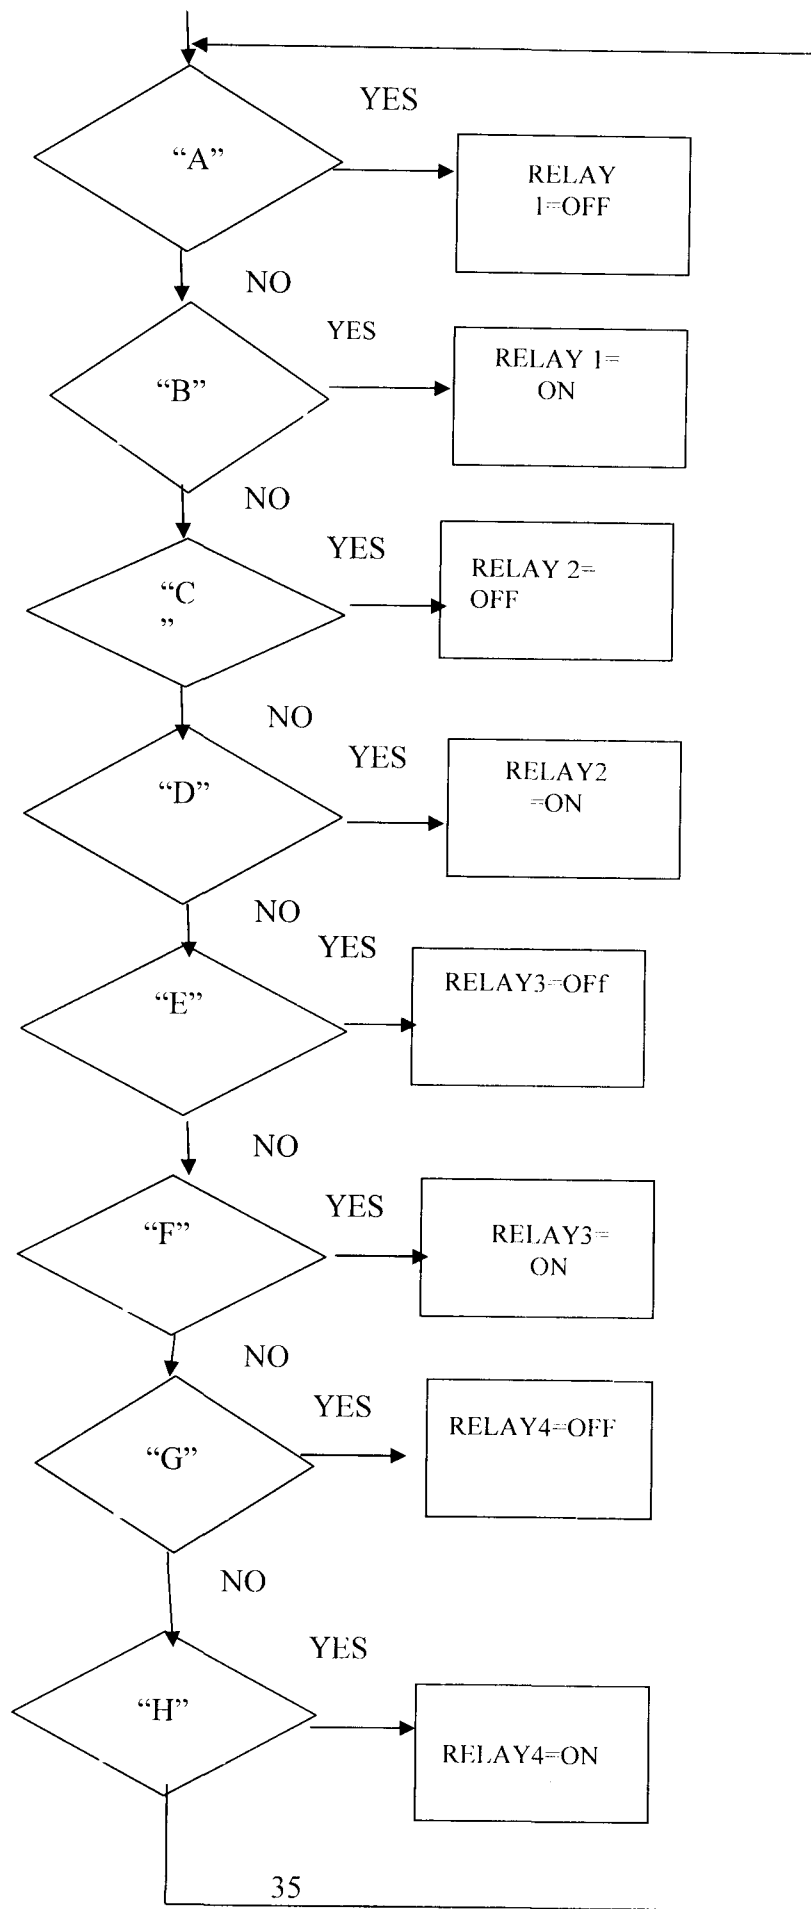 YES
“A”
RELAY
1=OFF
NO
YES
“B”
RELAY 1=
ON
NO
YES
“C
”
RELAY 2=
OFF
NO
YES
“D”
RELAY2
=ON
NO
YES
“E”
RELAY3=OFf
NO
YES
“F”
RELAY3=
ON
NO
YES
“G”
RELAY4=OFF
NO
YES
“H”
RELAY4=ON
35